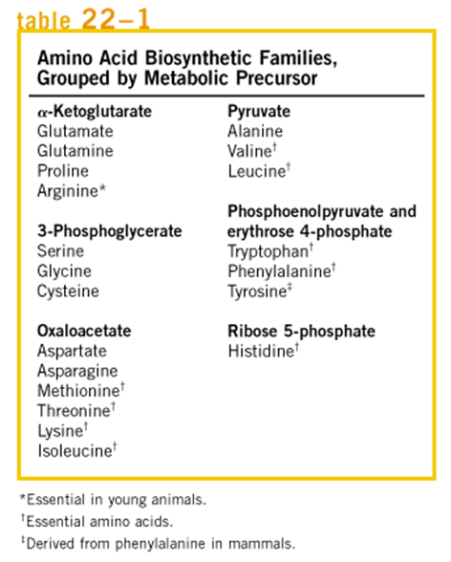 table 22–1
Amino Acid Biosynthetic Families,
Grouped by Metabolic Precursor
α-Ketoglutarate
Glutamate
Glutamine
Proline
Arginine*
3-Phosphoglycerate
Serine
Glycine
Cysteine
Oxaloacetate
Aspartate
Asparagine
Methionine†
Threonine†
Lysine†
Isoleucine†
Pyruvate
Alanine
Valine†
Leucine†
Phosphoenolpyruvate and
erythrose 4-phosphate
Tryptophan†
Phenylalanine†
Tyrosine‡
Ribose 5-phosphate
Histidine†
*Essential in young animals.
†Essential amino acids.
‡Derived from phenylalanine in mammals.